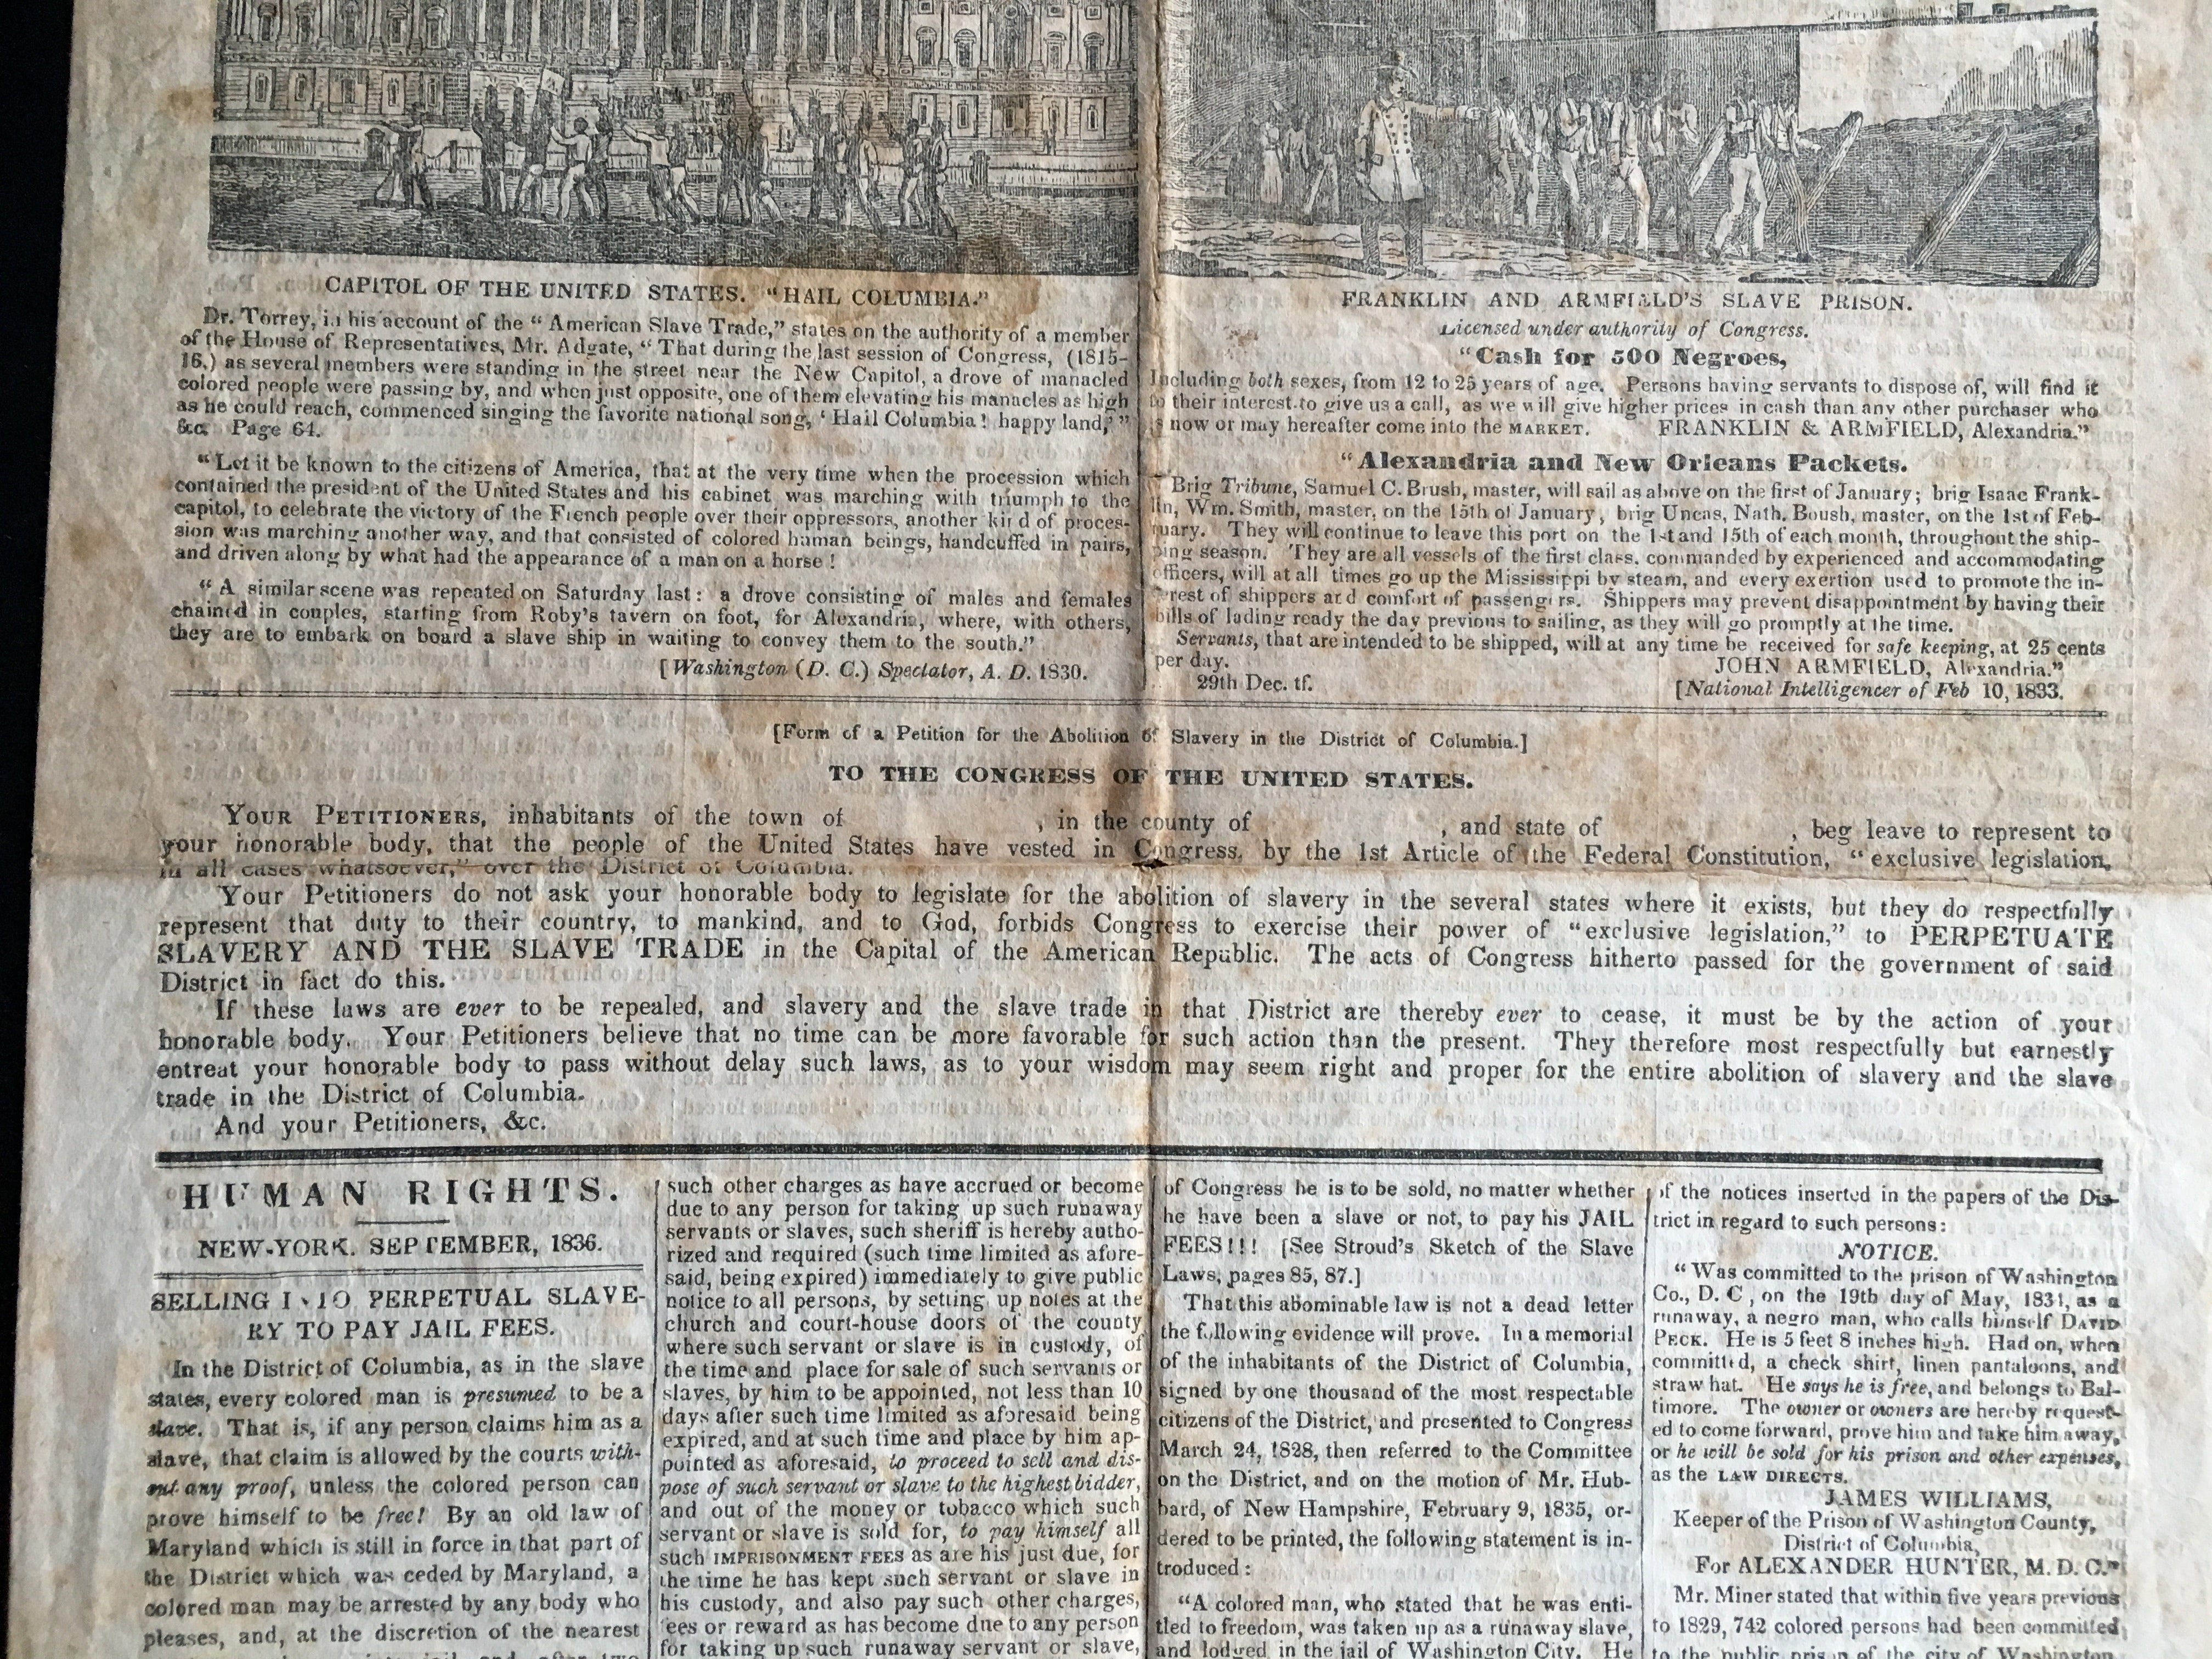 CAPITOL OF THE UNITED STATES. "HAIL COLUMBIA."
Dr. Torrey, in his account of the "American Slave Trade," states on the authority of a member
of the House of Representatives, Mr. Adgate, "That during the last session of Congress, (1815-
16,) as several members were standing in the street near the New Capitol, a drove of manacled
colored people were passing by, and when just opposite, one of them elevating his manacles as high
as he could reach, commenced singing the favorite national song, 'Hail Columbia! happy land,'"
&c. Page 64.
"Let it be known to the citizens of America, that at the very time when the procession which
contained the president of the United States and his cabinet was marching with triumph to the
capitol, to celebrate the victory of the French people over their oppressors, another kind of proces-
sion was marching another way, and that consisted of colored human beings, handcuffed in pairs,
and driven along by what had the appearance of a man on a horse!
"A similar scene was repeated on Saturday last: a drove consisting of males and females
chained in couples, starting from Roby's tavern on foot, for Alexandria, where, with others,
they are to embark on board a slave ship in waiting to convey them to the south."
[Washington (D. C.) Spectator, A. D. 1830.
FRANKLIN AND ARMFIELD'S SLAVE PRISON.
Licensed under authority of Congress.
"Cash for 500 Negroes,
Including both sexes, from 12 to 25 years of age. Persons having servants to dispose of, will find it
to their interest to give us a call, as we will give higher prices in cash than any other purchaser who
is now or may hereafter come into the MARKET. FRANKLIN & ARMFIELD, Alexandria."
"Alexandria and New Orleans Packets.
Brig Tribune, Samuel C. Brush, master, will sail as above on the first of January; brig Isaac Frank-
lin, Wm. Smith, master, on the 15th of January, brig Uncas, Nath. Boush, master, on the 1st of Feb-
ruary. They will continue to leave this port on the 1st and 15th of each month, throughout the ship-
ping season. They are all vessels of the first class, commanded by experienced and accommodating
officers, will at all times go up the Mississippi by steam, and every exertion used to promote the in-
terest of shippers and comfort of passengers. Shippers may prevent disappointment by having their
bills of lading ready the day previous to sailing, as they will go promptly at the time.
Servants, that are intended to be shipped, will at any time be received for safe keeping, at 25 cents
per day. JOHN ARMFIELD, Alexandria."
29th Dec. tf. [National Intelligencer of Feb 10, 1833.
[Form of a Petition for the Abolition of Slavery in the District of Columbia.]
TO THE CONGRESS OF THE UNITED STATES.
YOUR PETITIONERS, inhabitants of the town of , in the county of , and state of , beg leave to represent to
your honorable body, that the people of the United States have vested in Congress, by the 1st Article of the Federal Constitution, "exclusive legislation,
in all cases whatsoever," over the District of Columbia.
Your Petitioners do not ask your honorable body to legislate for the abolition of slavery in the several states where it exists, but they do respectfully
represent that duty to their country, to mankind, and to God, forbids Congress to exercise their power of "exclusive legislation," to PERPETUATE
SLAVERY AND THE SLAVE TRADE in the Capital of the American Republic. The acts of Congress hitherto passed for the government of said
District in fact do this.
If these laws are ever to be repealed, and slavery and the slave trade in that District are thereby ever to cease, it must be by the action of your
honorable body. Your Petitioners believe that no time can be more favorable for such action than the present. They therefore most respectfully but earnestly
entreat your honorable body to pass without delay such laws, as to your wisdom may seem right and proper for the entire abolition of slavery and the slave
trade in the District of Columbia.
And your Petitioners, &c.
HUMAN RIGHTS.
NEW-YORK. SEPTEMBER, 1836.
SELLING INTO PERPETUAL SLAVE-
RY TO PAY JAIL FEES.
In the District of Columbia, as in the slave
states, every colored man is presumed to be a
slave. That is, if any person claims him as a
slave, that claim is allowed by the courts with-
out any proof, unless the colored person can
prove himself to be free! By an old law of
Maryland which is still in force in that part of
the District which was ceded by Maryland, a
colored man may be arrested by any body who
pleases, and, at the discretion of the nearest
such other charges as have accrued or become
due to any person for taking up such runaway
servants or slaves, such sheriff is hereby autho-
rized and required (such time limited as afore-
said, being expired) immediately to give public
notice to all persons, by setting up notes at the
church and court-house doors of the county
where such servant or slave is in custody, of
the time and place for sale of such servants or
slaves, by him to be appointed, not less than 10
days after such time limited as aforesaid being
expired, and at such time and place by him ap-
pointed as aforesaid, to proceed to sell and dis-
pose of such servant or slave to the highest bidder,
and out of the money or tobacco which such
servant or slave is sold for, to pay himself all
such IMPRISONMENT FEES as are his just due, for
the time he has kept such servant or slave in
his custody, and also pay such other charges,
fees or reward as has become due to any person
for taking up such runaway servant or slave,
of Congress he is to be sold, no matter whether
he have been a slave or not, to pay his JAIL
FEES!!! [See Stroud's Sketch of the Slave
Laws, pages 85, 87.]
That this abominable law is not a dead letter
the following evidence will prove. In a memorial
of the inhabitants of the District of Columbia,
signed by one thousand of the most respectable
citizens of the District, and presented to Congress
March 24, 1828, then referred to the Committee
on the District, and on the motion of Mr. Hub-
bard, of New Hampshire, February 9, 1835, or-
dered to be printed, the following statement is in-
troduced:
"A colored man, who stated that he was enti-
tled to freedom, was taken up as a runaway slave,
and lodged in the jail of Washington City. He
of the notices inserted in the papers of the Dis-
trict in regard to such persons:
NOTICE.
"Was committed to the prison of Washington
Co., D. C, on the 19th day of May, 1834, as a
runaway, a negro man, who calls himself DAVID
PECK. He is 5 feet 8 inches high. Had on, when
committed, a check shirt, linen pantaloons, and
straw hat. He says he is free, and belongs to Bal-
timore. The owner or owners are hereby request-
ed to come forward, prove him and take him away,
or he will be sold for his prison and other expenses,
as the LAW DIRECTS.
JAMES WILLIAMS,
Keeper of the Prison of Washington County,
District of Columbia,
For ALEXANDER HUNTER, M. D. C."
Mr. Miner stated that within five years previous
to 1829, 742 colored persons had been committed
to the public prison of the city of Washington